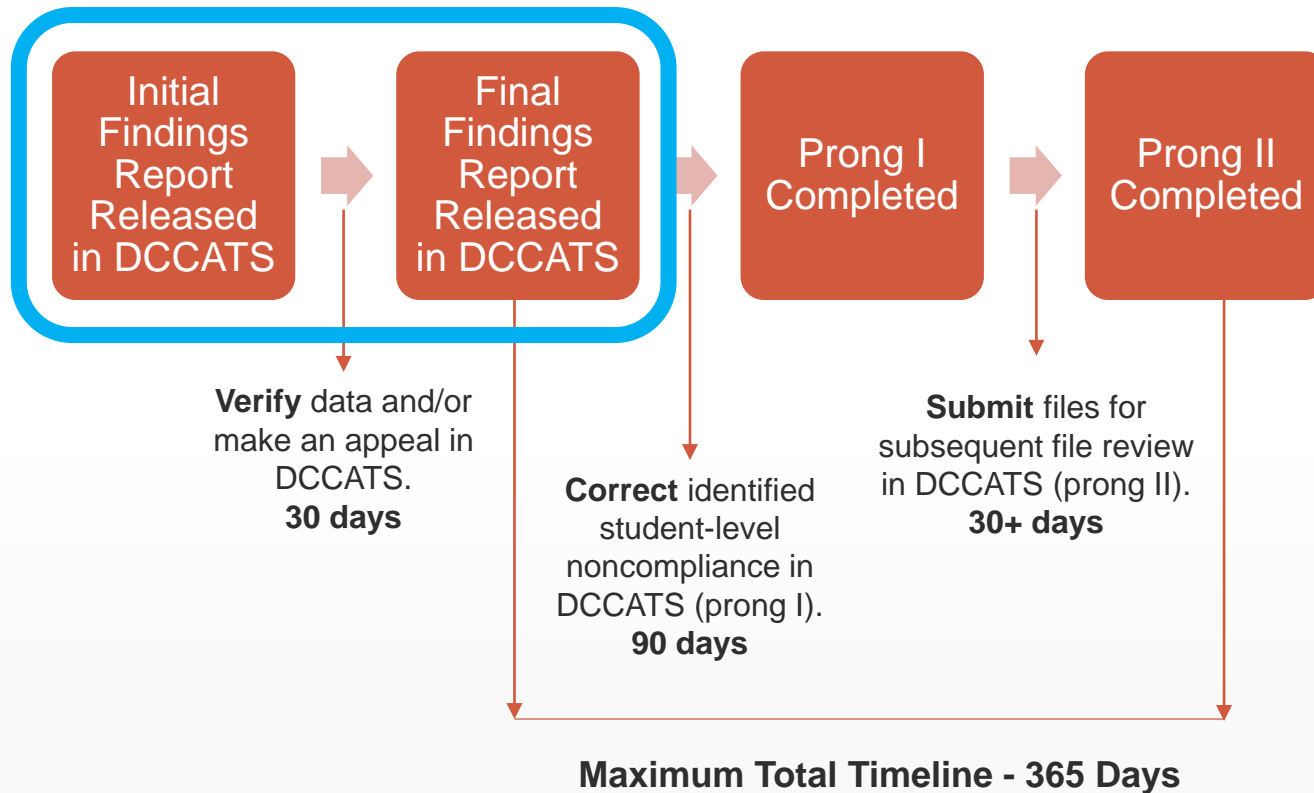 Initial
Findings
Report
Released
in DCCATS
Final
Findings
Report
Released
in DCCATS
Prong I
Completed
Prong II
Completed
Verify data and/or
make an appeal in
DCCATS.
30 days
Correct identified
student-level
noncompliance in
DCCATS (prong I).
90 days
Submit files for
subsequent file review
in DCCATS (prong II).
30+ days
Maximum Total Timeline - 365 Days